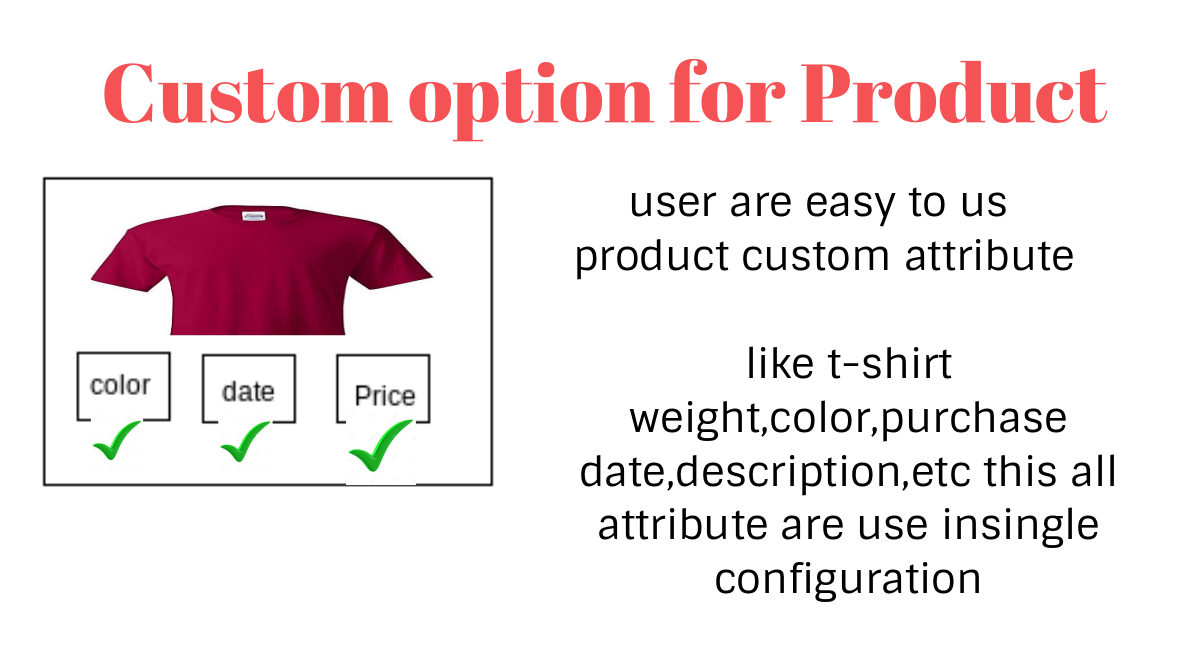 Custom option for Product
color
date
Price
user are easy to us
product custom attribute
like t-shirt
weight,color,purchase
date,description,etc this all
attribute are use insingle
configuration